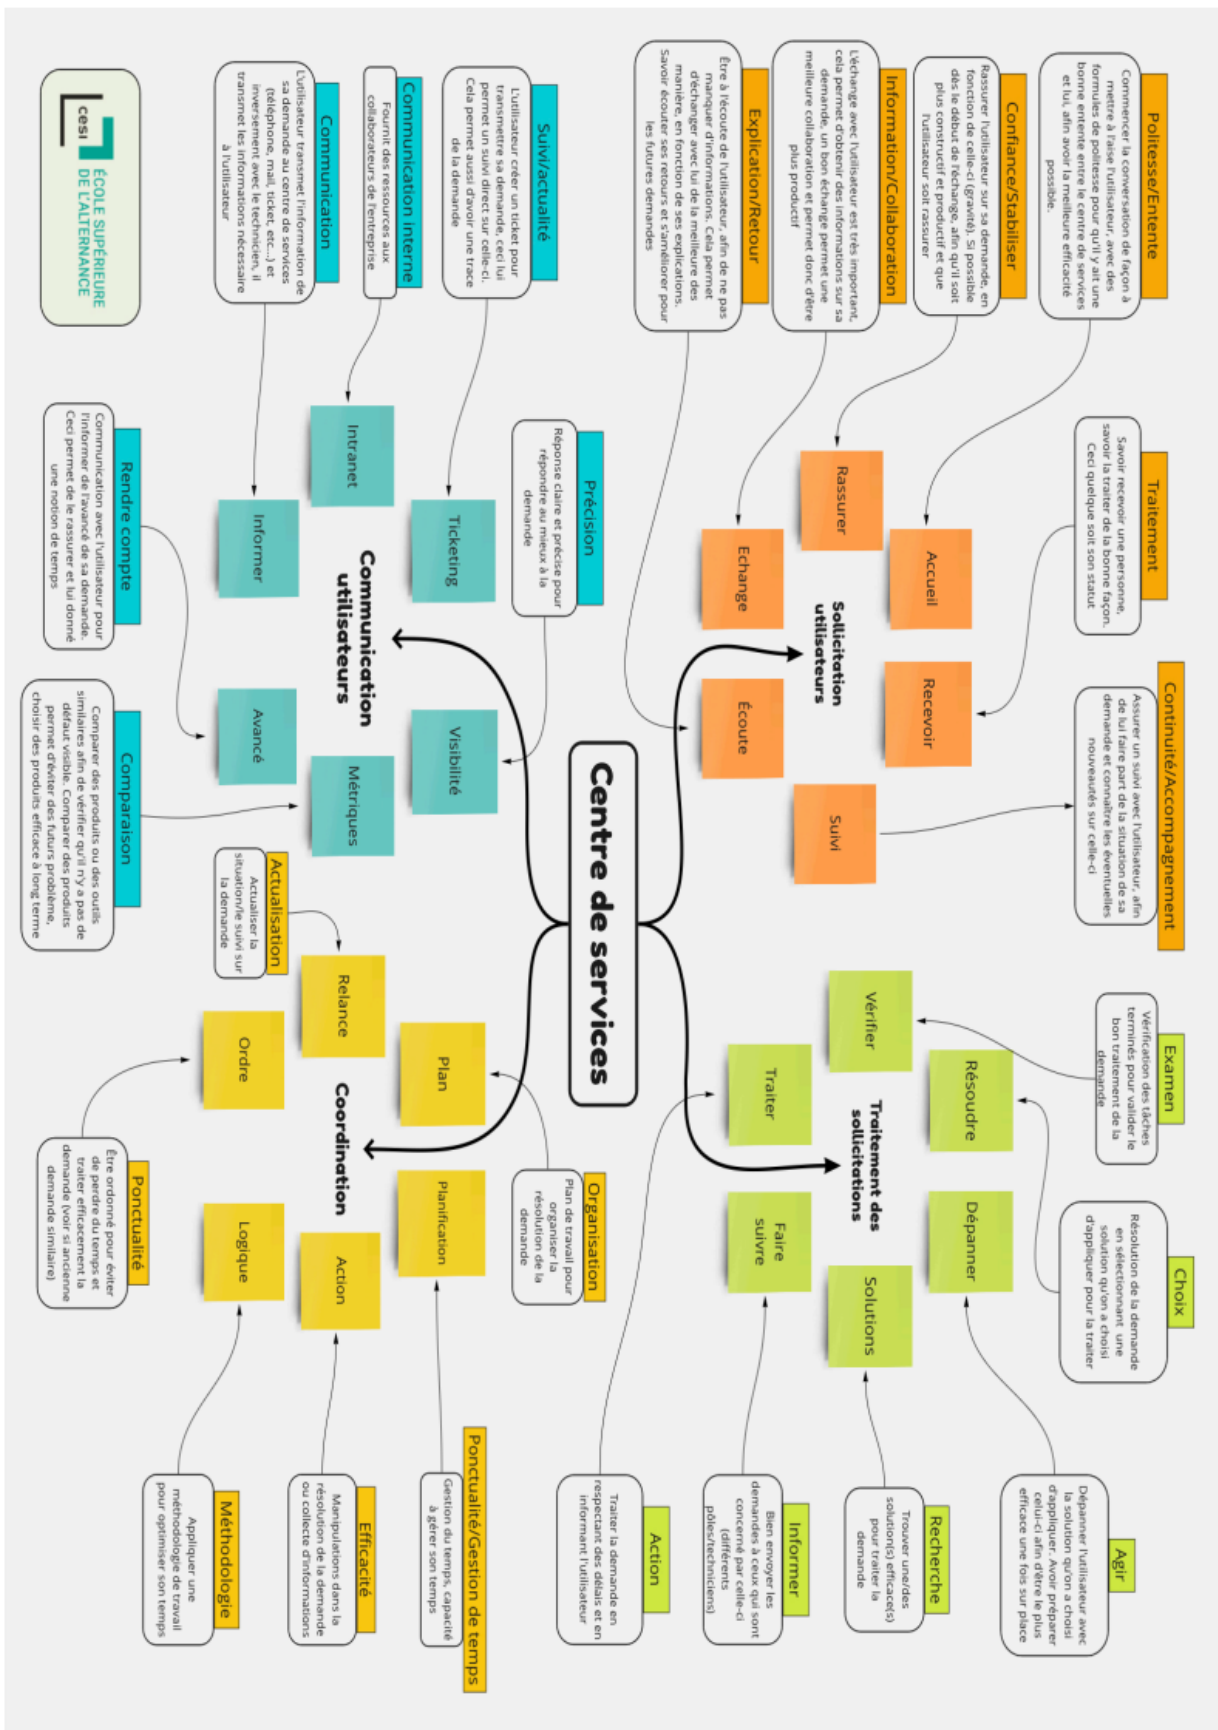 Politesse/Entente
Commencer la conversation de façon à
mettre à l'aise l'utilisateur, avec des
formules de politesse pour qu'il y ait une
bonne entente entre le centre de services
et lui, afin avoir la meilleure efficacité
possible.
Confiance/Stabiliser
Rassurer l'utilisateur sur sa demande, en
fonction de celle-ci (gravité). Si possible
dès le début de l'échange, afin qu'il soit
plus constructif et productif et que
l'utilisateur soit rassurer
Information/Collaboration
L'échange avec l'utilisateur est très important,
cela permet d'obtenir des informations sur sa
demande, un bon échange permet une
meilleure collaboration et permet donc d'être
plus productif
Explication/Retour
Être à l'écoute de l'utilisateur, afin de ne pas
manquer d'informations. Cela permet
d'échanger avec lui de la meilleure des
manière, en fonction de ses explications.
Savoir écouter ses retours et s'améliorer pour
les futures demandes
Traitement
Savoir recevoir une personne,
savoir la traiter de la bonne façon.
Ceci quelque soit son statut
Continuité/Accompagnement
Assurer un suivi avec l'utilisateur, afin
de lui faire part de la situation de sa
demande et connaître les éventuelles
nouveautés sur celle-ci
Accueil
Recevoir
Rassurer
Sollicitation
utilisateurs
Suivi
Echange
Écoute
Examen
Vérification des tâches
terminés pour valider le
bon traitement de la
demande
Choix
Résolution de la demande
en sélectionnant une
solution qu'on a choisi
d'appliquer pour la traiter
Agir
Dépanner l'utilisateur avec
la solution qu'on a choisi
d'appliquer. Avoir préparer
celui-ci afin d'être le plus
efficace une fois sur place
Recherche
Trouver une/des
solution(s) efficace(s)
pour traiter la
demande
Informer
Bien envoyer les
demandes à ceux qui sont
concerné par celle-ci
(différents
pôles/techniciens)
Action
Traiter la demande en
respectant des délais et en
informant l'utilisateur
Résoudre
Dépanner
Vérifier
Traitement des
sollicitations
Solutions
Traiter
Faire
suivre
Centre de services
Suivi/actualité
L'utilisateur créer un ticket pour
transmettre sa demande, ceci lui
permet un suivi direct sur celle-ci.
Cela permet aussi d'avoir une trace
de la demande
Communication interne
Fournit des ressources aux
collaborateurs de l'entreprise
Communication
L'utilisateur transmet l'information de
sa demande au centre de services
(téléphone, mail, ticket, etc...) et
inversement avec le technicien, il
transmet les informations nécessaire
à l'utilisateur
Précision
Réponse claire et précise pour
répondre au mieux à la
demande
Ticketing
Visibilité
Intranet
Communication
utilisateurs
Métriques
Informer
Avancé
Rendre compte
Communication avec l'utilisateur pour
l'informer de l'avancé de sa demande.
Ceci permet de le rassurer et lui donné
une notion de temps
Comparaison
Comparer des produits ou des outils
similaires afin de vérifier qu'il n'y a pas de
défaut visible. Comparer des produits
permet d'éviter des futurs problème,
choisir des produits efficace à long terme
Organisation
Plan de travail pour
organiser la
résolution de la
demande
Ponctualité/Gestion de temps
Gestion du temps, capacité
à gérer son temps
Plan
Planification
Actualisation
Actualiser la
situation/le suivi sur
la demande
Relance
Coordination
Action
Ordre
Logique
Efficacité
Manipulations dans la
résolution de la demande
ou collecte d'informations
Ponctualité
Être ordonné pour éviter
de perdre du temps et
traiter efficacement la
demande (voir si ancienne
demande similaire)
Méthodologie
Appliquer une
méthodologie de travail
pour optimiser son temps
cesi
ÉCOLE SUPÉRIEURE
DE L'ALTERNANCE